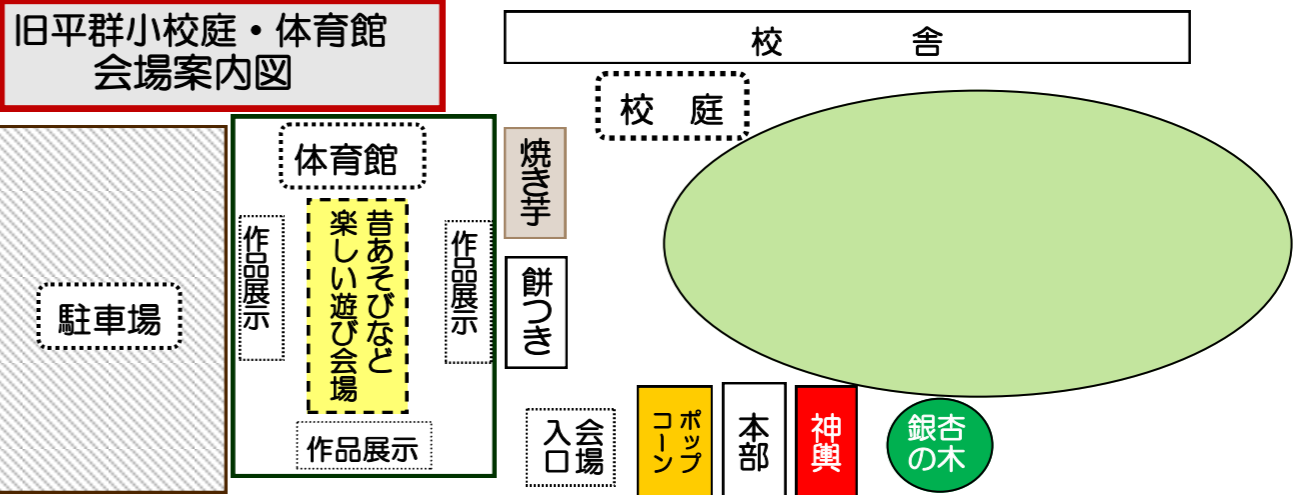 旧平群小校庭・体育館
会場案内図
校　舎
校　庭
体育館
焼き芋
作品展示
昔あそびなど
楽しい遊び会場
作品展示
餅つき
駐車場
作品展示
会場
入口
ポップ
コーン
本部
神輿
銀杏
の木